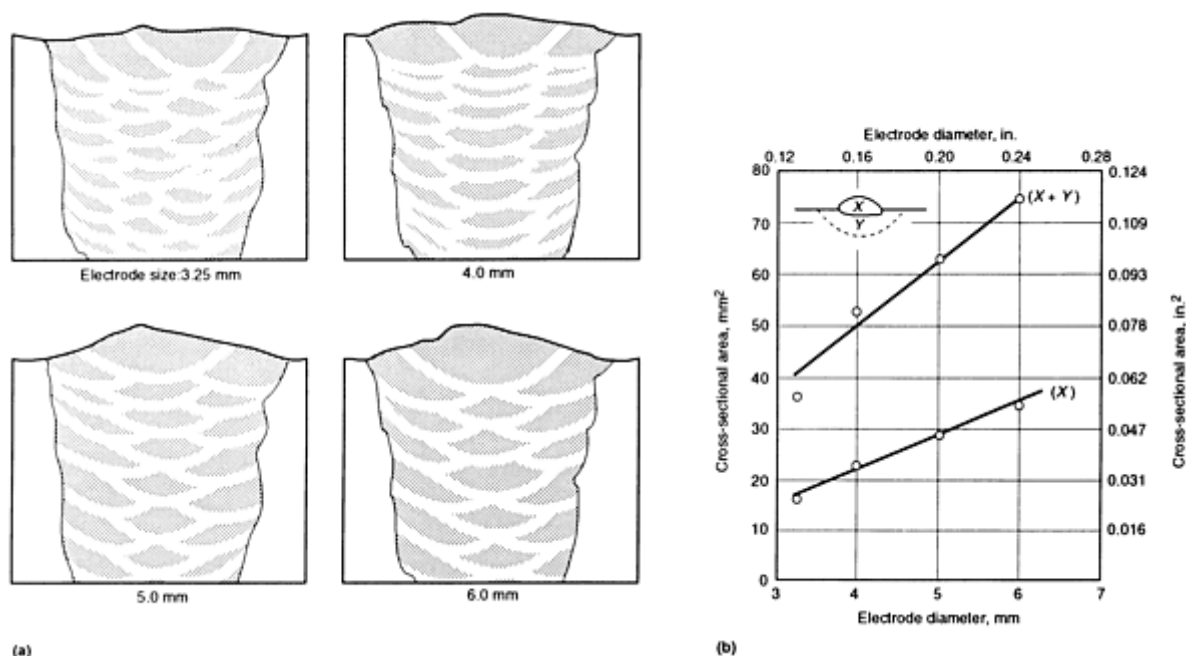 Electrode size:3.25 mm
4.0 mm
5.0 mm
6.0 mm
(a)
Electrode diameter, in.
0.12 0.16 0.20 0.24 0.28
Cross-sectional area, mm²
80
70
60
50
40
30
20
10
0
X
Y
(X + Y)
(X)
0.124
0.109
0.093
0.078
0.062
0.047
0.031
0.016
Cross-sectional area, in.²
3 4 5 6 7
Electrode diameter, mm
(b)